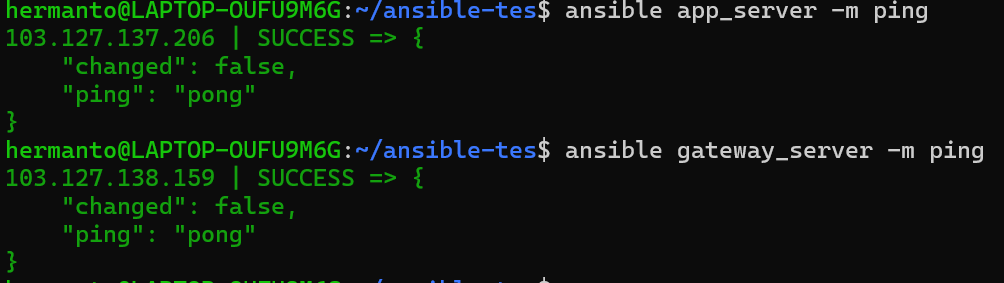 hermanto@LAPTOP-OUFU9M6G:~/ansible-tes$ ansible app_server -m ping
103.127.137.206 | SUCCESS => {
    "changed": false,
    "ping": "pong"
}
hermanto@LAPTOP-OUFU9M6G:~/ansible-tes$ ansible gateway_server -m ping
103.127.138.159 | SUCCESS => {
    "changed": false,
    "ping": "pong"
}